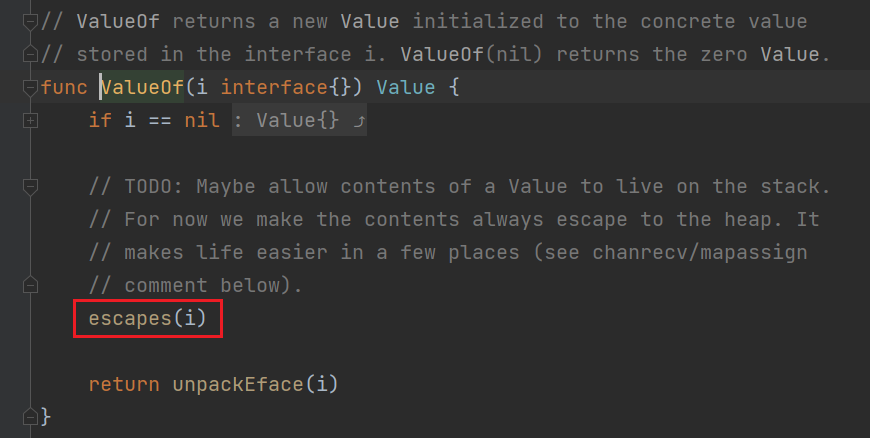 // ValueOf returns a new Value initialized to the concrete value
// stored in the interface i. ValueOf(nil) returns the zero Value.
func ValueOf(i interface{}) Value {
if i == nil : Value{} ⤴
// TODO: Maybe allow contents of a Value to live on the stack.
// For now we make the contents always escape to the heap. It
// makes life easier in a few places (see chanrecv/mapassign
// comment below).
escapes(i)
return unpackEface(i)
}